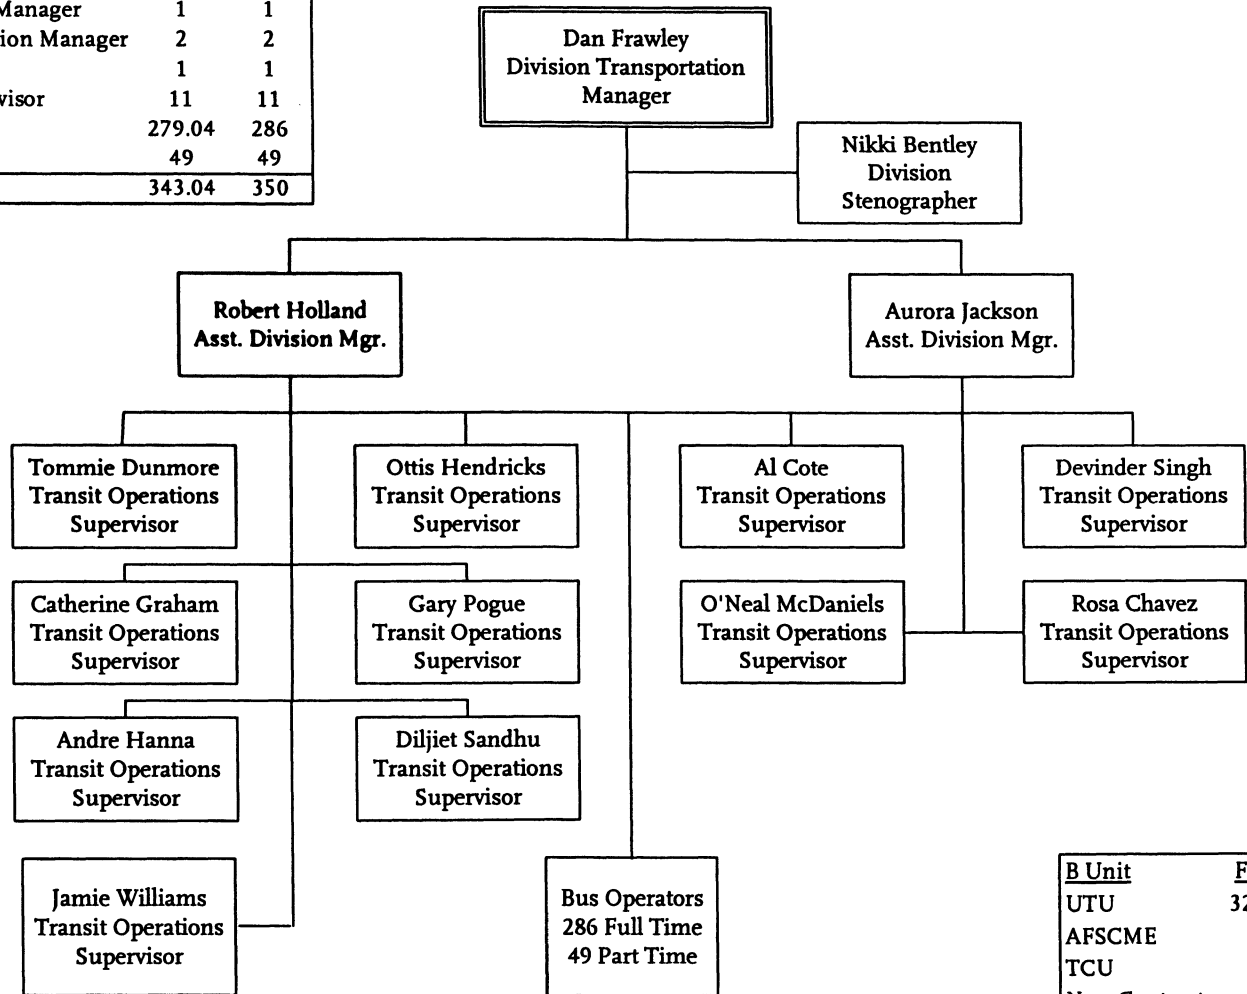 Manager 1 1
ion Manager 2 2
1 1
visor 11 11
279.04 286
49 49
343.04 350
Dan Frawley
Division Transportation
Manager
Nikki Bentley
Division
Stenographer
Robert Holland
Asst. Division Mgr.
Aurora Jackson
Asst. Division Mgr.
Tommie Dunmore
Transit Operations
Supervisor
Ottis Hendricks
Transit Operations
Supervisor
Al Cote
Transit Operations
Supervisor
Devinder Singh
Transit Operations
Supervisor
Catherine Graham
Transit Operations
Supervisor
Gary Pogue
Transit Operations
Supervisor
O'Neal McDaniels
Transit Operations
Supervisor
Rosa Chavez
Transit Operations
Supervisor
Andre Hanna
Transit Operations
Supervisor
Diljiet Sandhu
Transit Operations
Supervisor
Jamie Williams
Transit Operations
Supervisor
Bus Operators
286 Full Time
49 Part Time
B Unit F
UTU 32
AFSCME
TCU